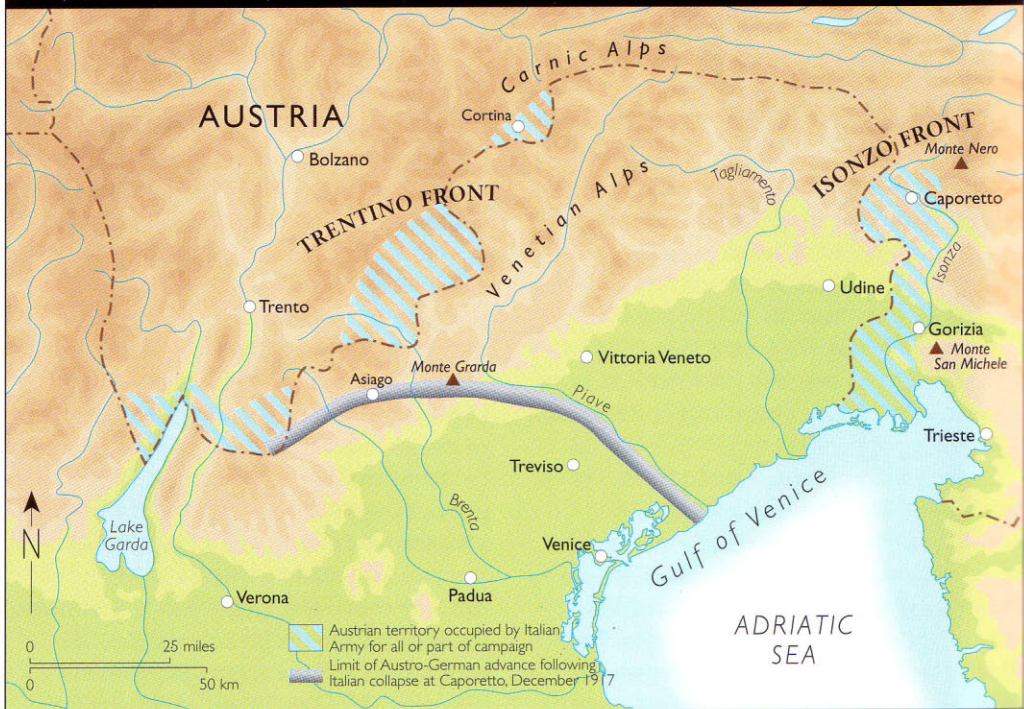 Carnic Alps
AUSTRIA
Cortina
ISONZO FRONT
Monte Nero
Bolzano
Tagliamento
TRENTINO FRONT
Venetian Alps
Caporetto
Isonza
Udine
Trento
Gorizia
Vittoria Veneto
Monte
San Michele
Monte Grarda
Asiago
Piave
Trieste
Treviso
Brenta
Gulf of Venice
N
Lake
Garda
Venice
Verona
Padua
ADRIATIC
SEA
Austrian territory occupied by Italian
Army for all or part of campaign
0 25 miles
Limit of Austro-German advance following
Italian collapse at Caporetto, December 1917
0 50 km